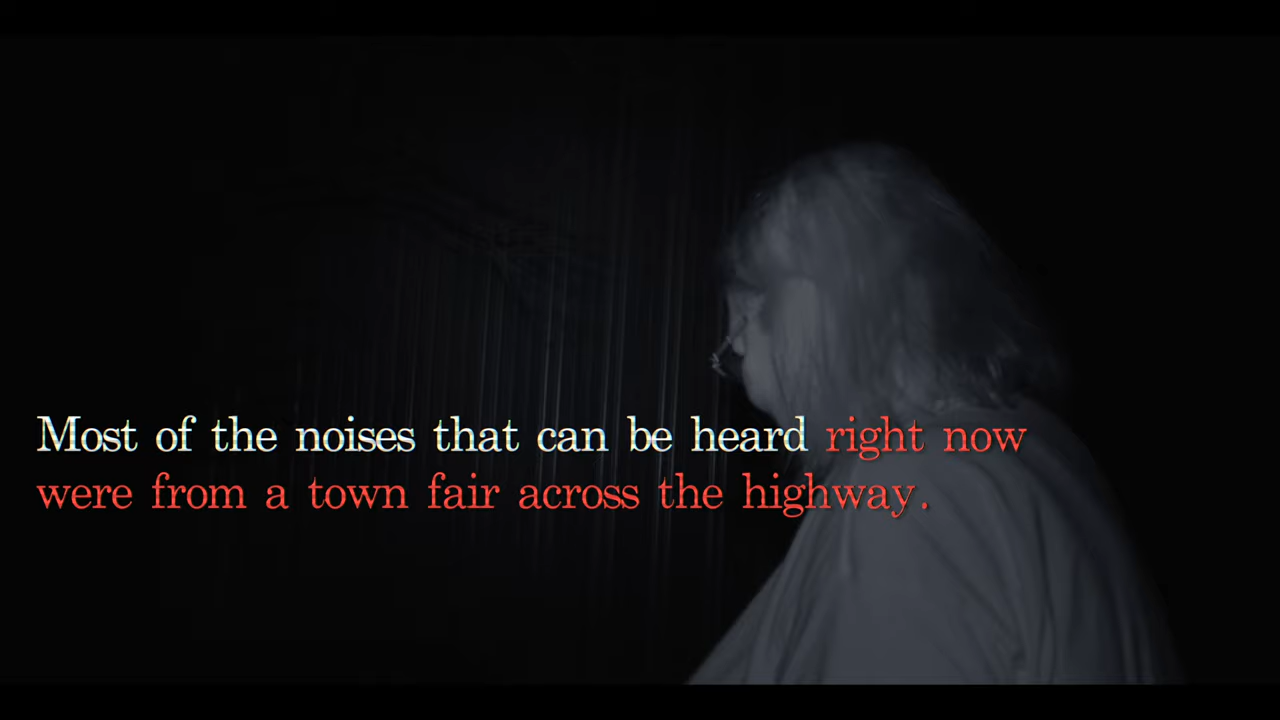 Most of the noises that can be heard right now
were from a town fair across the highway.